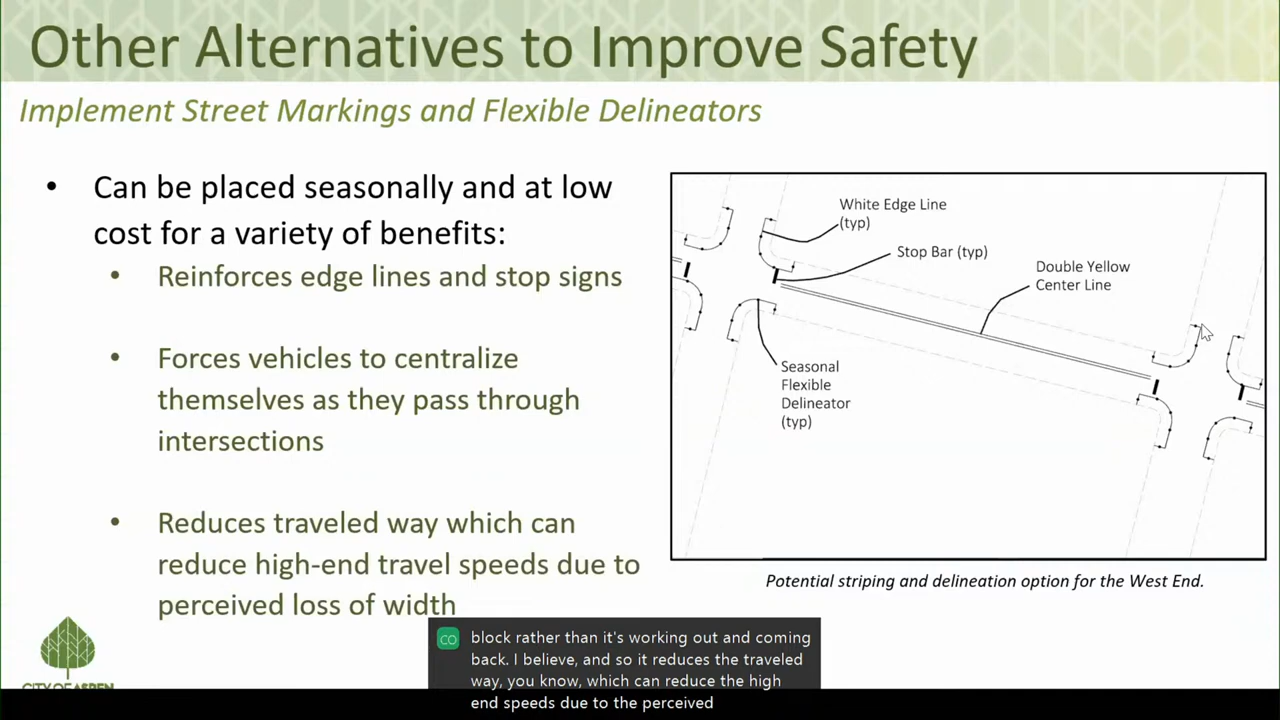 Other Alternatives to Improve Safety
Implement Street Markings and Flexible Delineators
• Can be placed seasonally and at low
cost for a variety of benefits:
• Reinforces edge lines and stop signs
• Forces vehicles to centralize
themselves as they pass through
intersections
• Reduces traveled way which can
reduce high-end travel speeds due to
perceived loss of width
White Edge Line
(typ)
Stop Bar (typ)
Double Yellow
Center Line
Seasonal
Flexible
Delineator
(typ)
Potential striping and delineation option for the West End.
CITY OF ASPEN
CO
block rather than it's working out and coming
back. I believe, and so it reduces the traveled
way, you know, which can reduce the high
end speeds due to the perceived